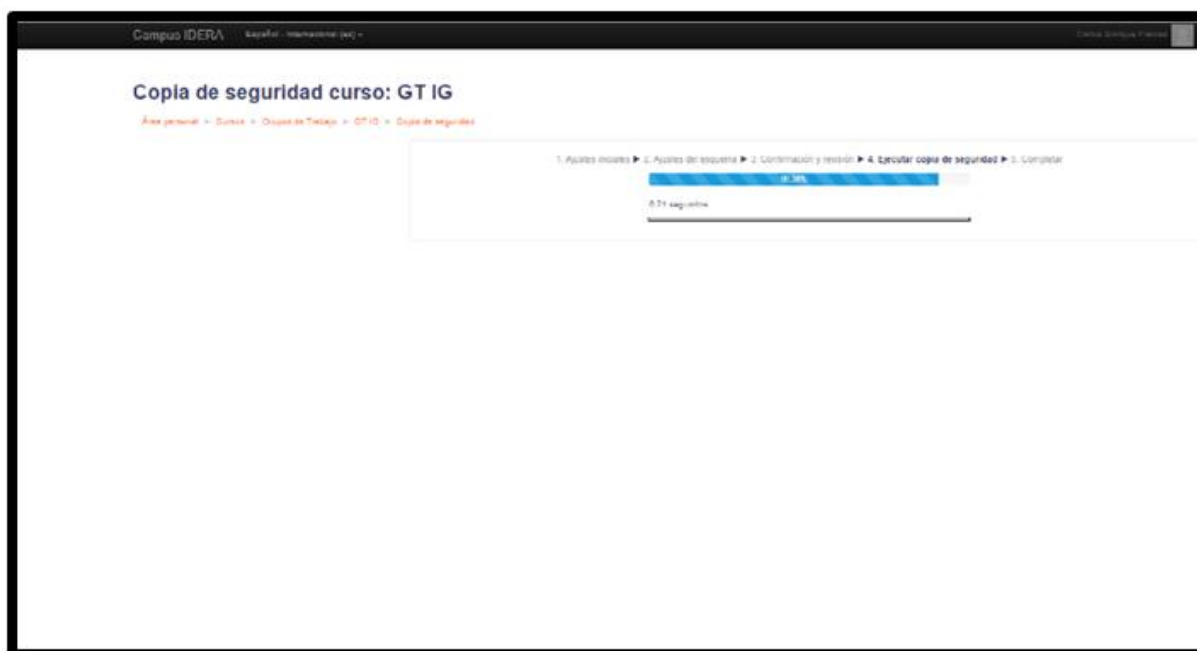 Campus IDERA Español - Internacional (es)
Copia de seguridad curso: GT IG
Área personal > Cursos > Grupos de Trabajo > GT IG > Copia de seguridad
1. Ajustes iniciales ► 2. Ajustes del esquema ► 3. Confirmación y revisión ► 4. Ejecutar copia de seguridad ► 5. Completar
segundos